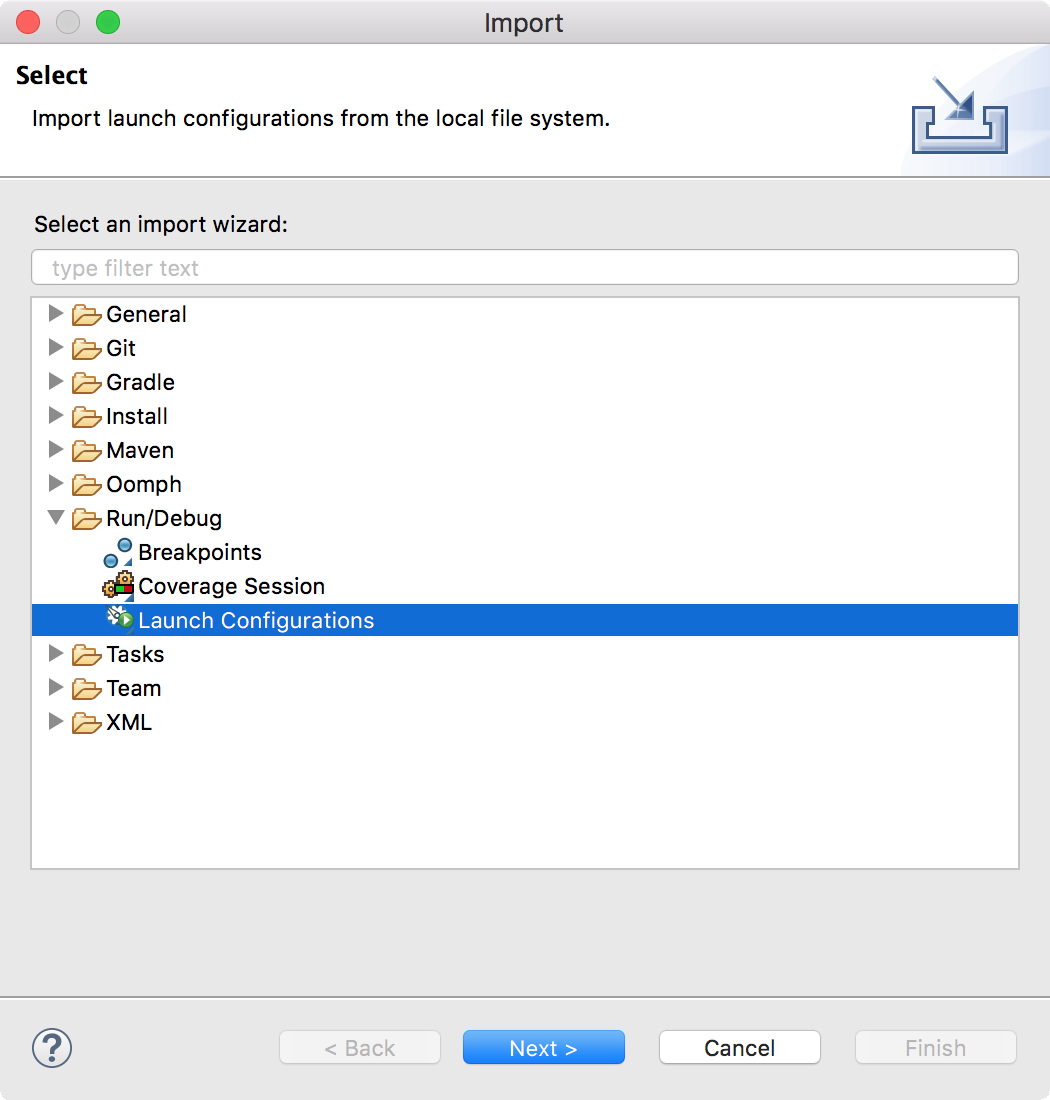 Import
Select
Import launch configurations from the local file system.
Select an import wizard:
type filter text
General
Git
Gradle
Install
Maven
Oomph
Run/Debug
Breakpoints
Coverage Session
Launch Configurations
Tasks
Team
XML
?
< Back
Next >
Cancel
Finish